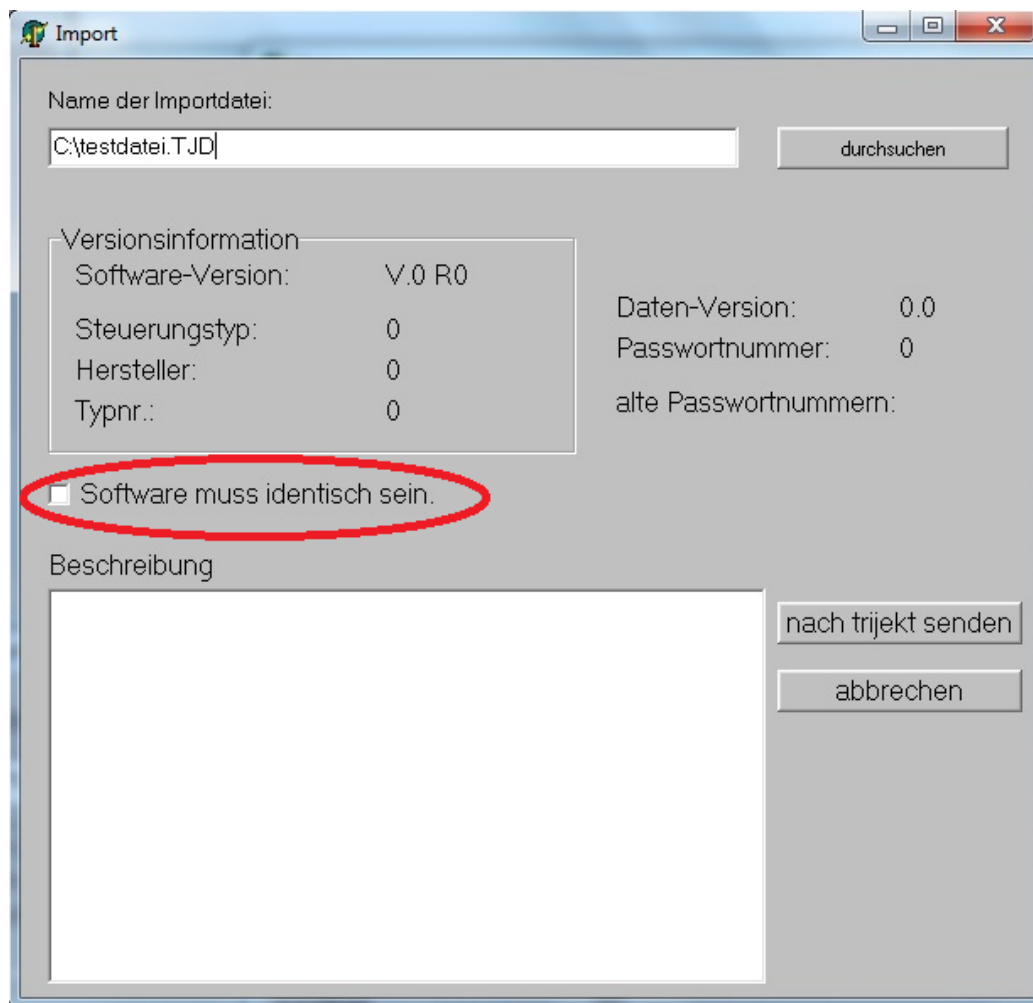 Import
Name der Importdatei:
C:\testdatei.TJD
durchsuchen
Versionsinformation
Software-Version: V.0 R0
Steuerungstyp: 0
Hersteller: 0
Typnr.: 0
Daten-Version: 0.0
Passwortnummer: 0
alte Passwortnummern:
Software muss identisch sein.
Beschreibung
nach trijekt senden
abbrechen